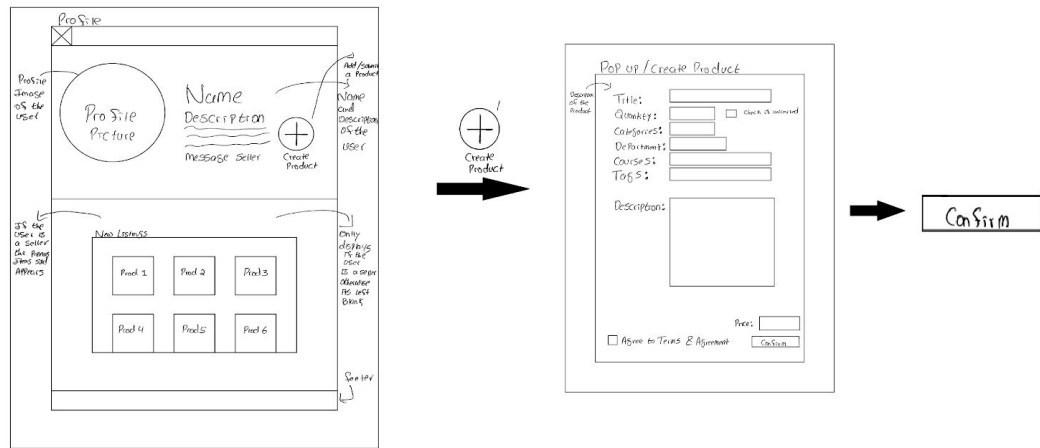 Profile
Profile
Image
of the
user
Profile
Picture
Name
Description
Message Seller
Create
Product
a Product
Name
and
Description
of the
user
If the
user is
a seller
the
Items
Appears
New Listings
Prod 1
Prod 2
Prod 3
Prod 4
Prod 5
Prod 6
Only
displays
If the
user
Is a seller
otherwise
left
Blank
footer
Create
Product
Pop up / Create Product
Description
of the
Product
Title:
Quantity:
Check if unlimited
Categories:
Department:
Courses:
Tags:
Description:
Price:
Agree to Terms & Agreement
Confirm
Confirm